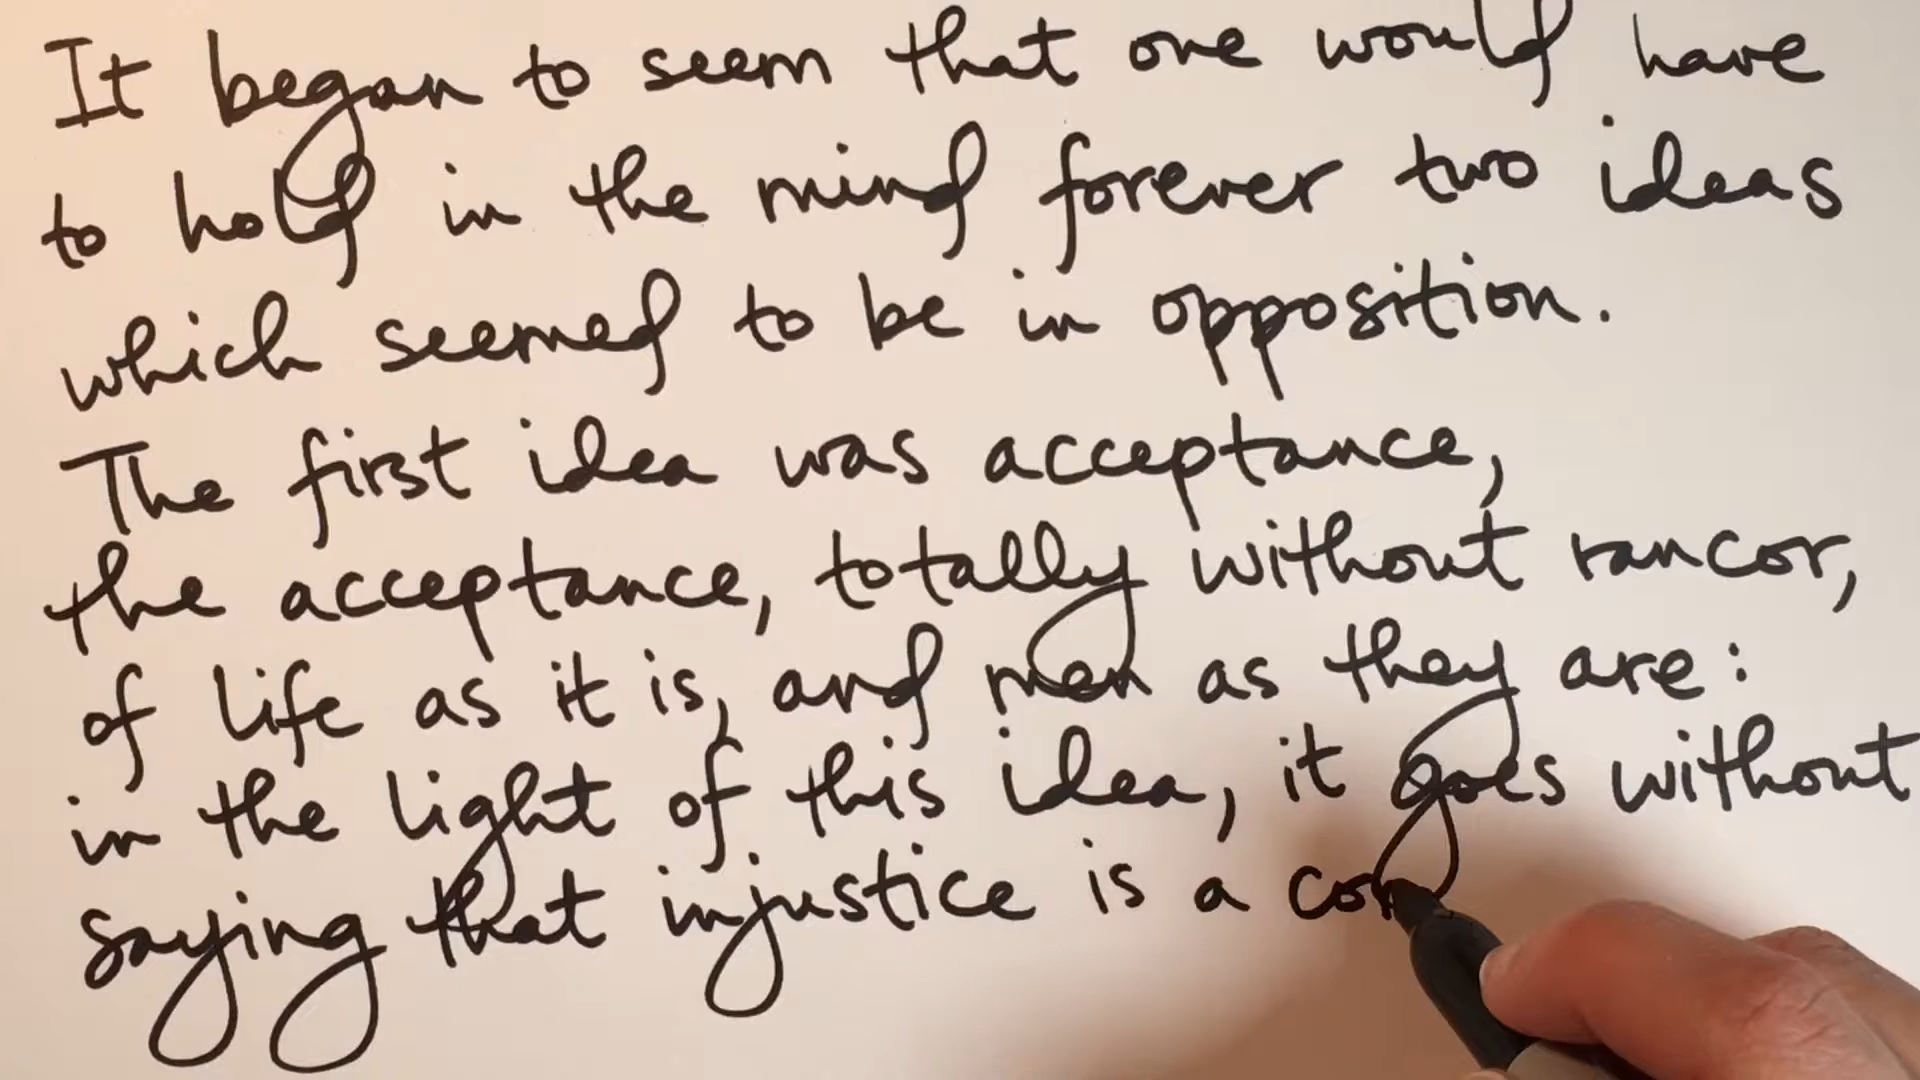 It began to seem that one would have
to hold in the mind forever two ideas
which seemed to be in opposition.
The first idea was acceptance,
the acceptance, totally without rancor,
of life as it is, and men as they are:
in the light of this idea, it goes without
saying that injustice is a